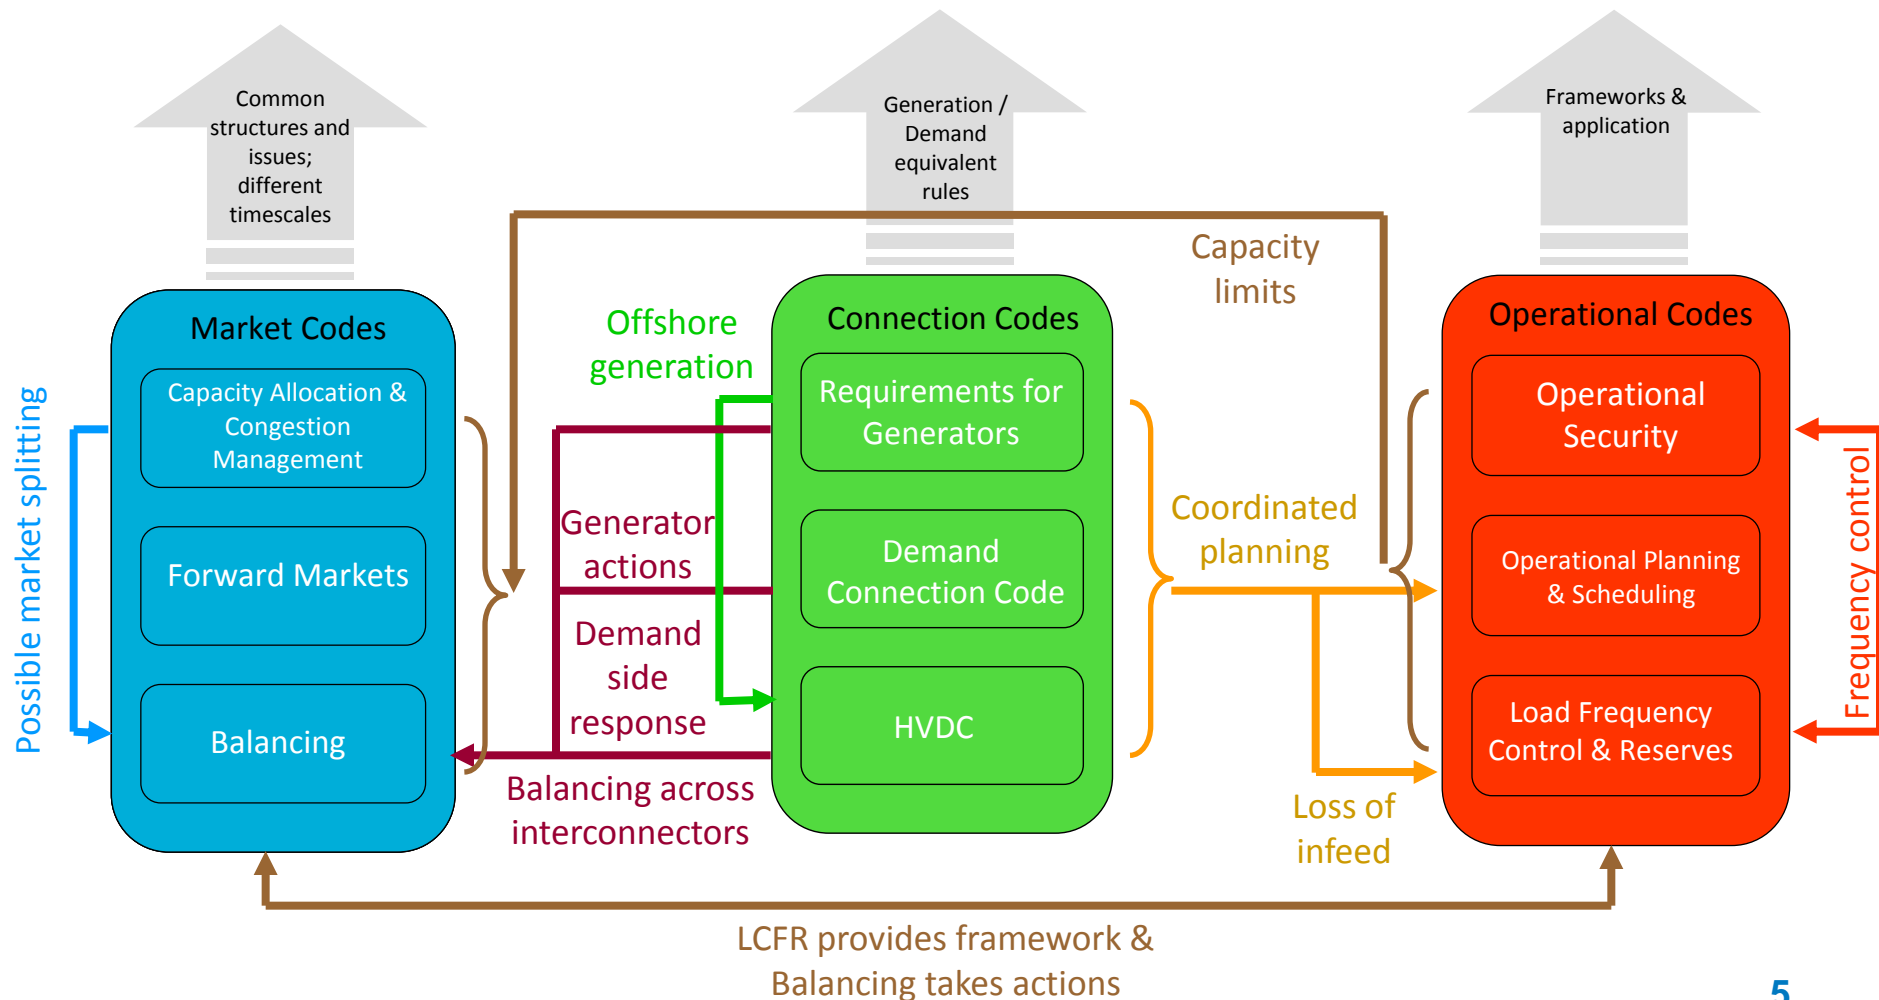 Common
structures and
issues;
different
timescales
Generation /
Demand
equivalent
rules
Frameworks &
application
Capacity
limits
Market Codes
Capacity Allocation &
Congestion
Management
Forward Markets
Balancing
Possible market splitting
Offshore
generation
Generator
actions
Demand
side
response
Balancing across
interconnectors
Connection Codes
Requirements for
Generators
Demand
Connection Code
HVDC
Coordinated
planning
Loss of
infeed
Operational Codes
Operational
Security
Operational Planning
& Scheduling
Load Frequency
Control & Reserves
Frequency control
LCFR provides framework &
Balancing takes actions
5